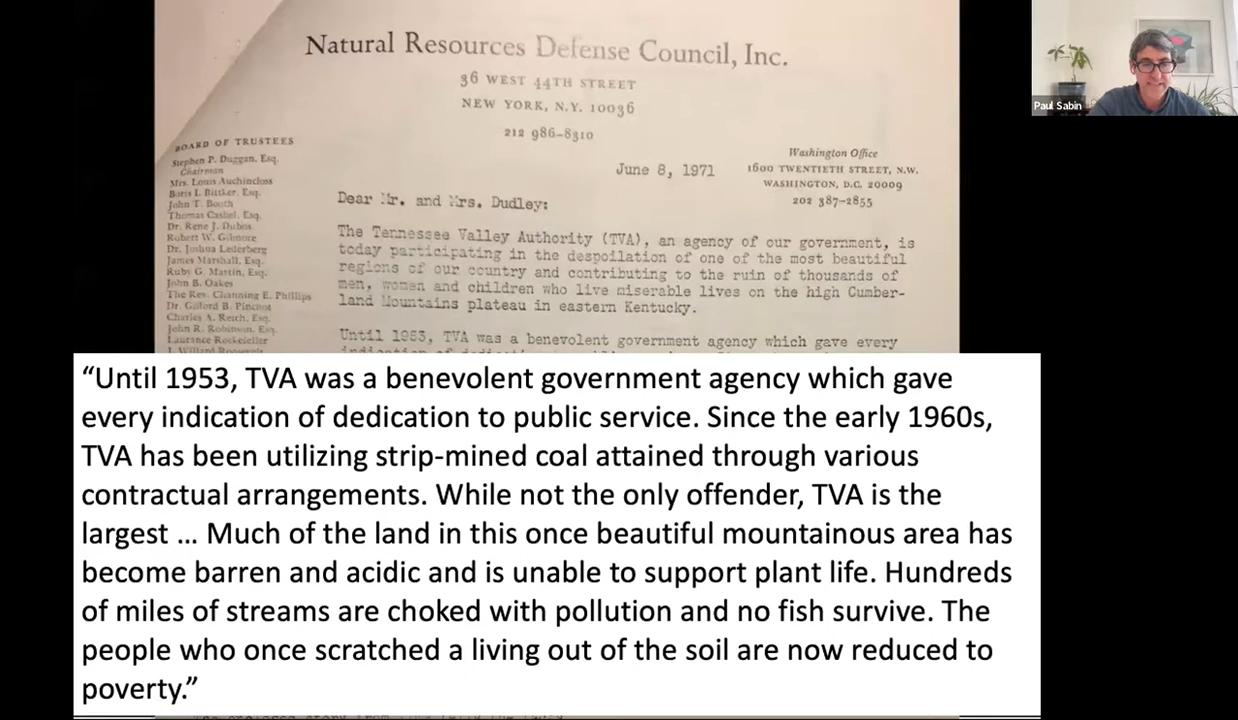 Natural Resources Defense Council, Inc.
36 WEST 44TH STREET
NEW YORK, N.Y. 10036
212 986-8310
BOARD OF TRUSTEES
Stephen P. Duggan, Esq.
Chairman
Mrs. Louis Auchincloss
Boris I. Bittker, Esq.
John T. Booth
Thomas Cashel, Esq.
Dr. Rene J. Dubos
Robert W. Gilmore
Dr. Joshua Lederberg
James Marshall, Esq.
Ruby G. Martin, Esq.
John B. Oakes
The Rev. Channing E. Phillips
Dr. Gifford B. Pinchot
Charles A. Reich, Esq.
John R. Robinson, Esq.
Laurance Rockefeller
Washington Office
1600 TWENTIETH STREET, N.W.
WASHINGTON, D.C. 20009
202 387-2855
June 8, 1971
Dear Mr. and Mrs. Dudley:
The Tennessee Valley Authority (TVA), an agency of our government, is
today participating in the despoilation of one of the most beautiful
regions of our country and contributing to the ruin of thousands of
men, women and children who live miserable lives on the high Cumber-
land Mountains plateau in eastern Kentucky.
Until 1953, TVA was a benevolent government agency which gave every
“Until 1953, TVA was a benevolent government agency which gave
every indication of dedication to public service. Since the early 1960s,
TVA has been utilizing strip-mined coal attained through various
contractual arrangements. While not the only offender, TVA is the
largest … Much of the land in this once beautiful mountainous area has
become barren and acidic and is unable to support plant life. Hundreds
of miles of streams are choked with pollution and no fish survive. The
people who once scratched a living out of the soil are now reduced to
poverty.”
Paul Sabin